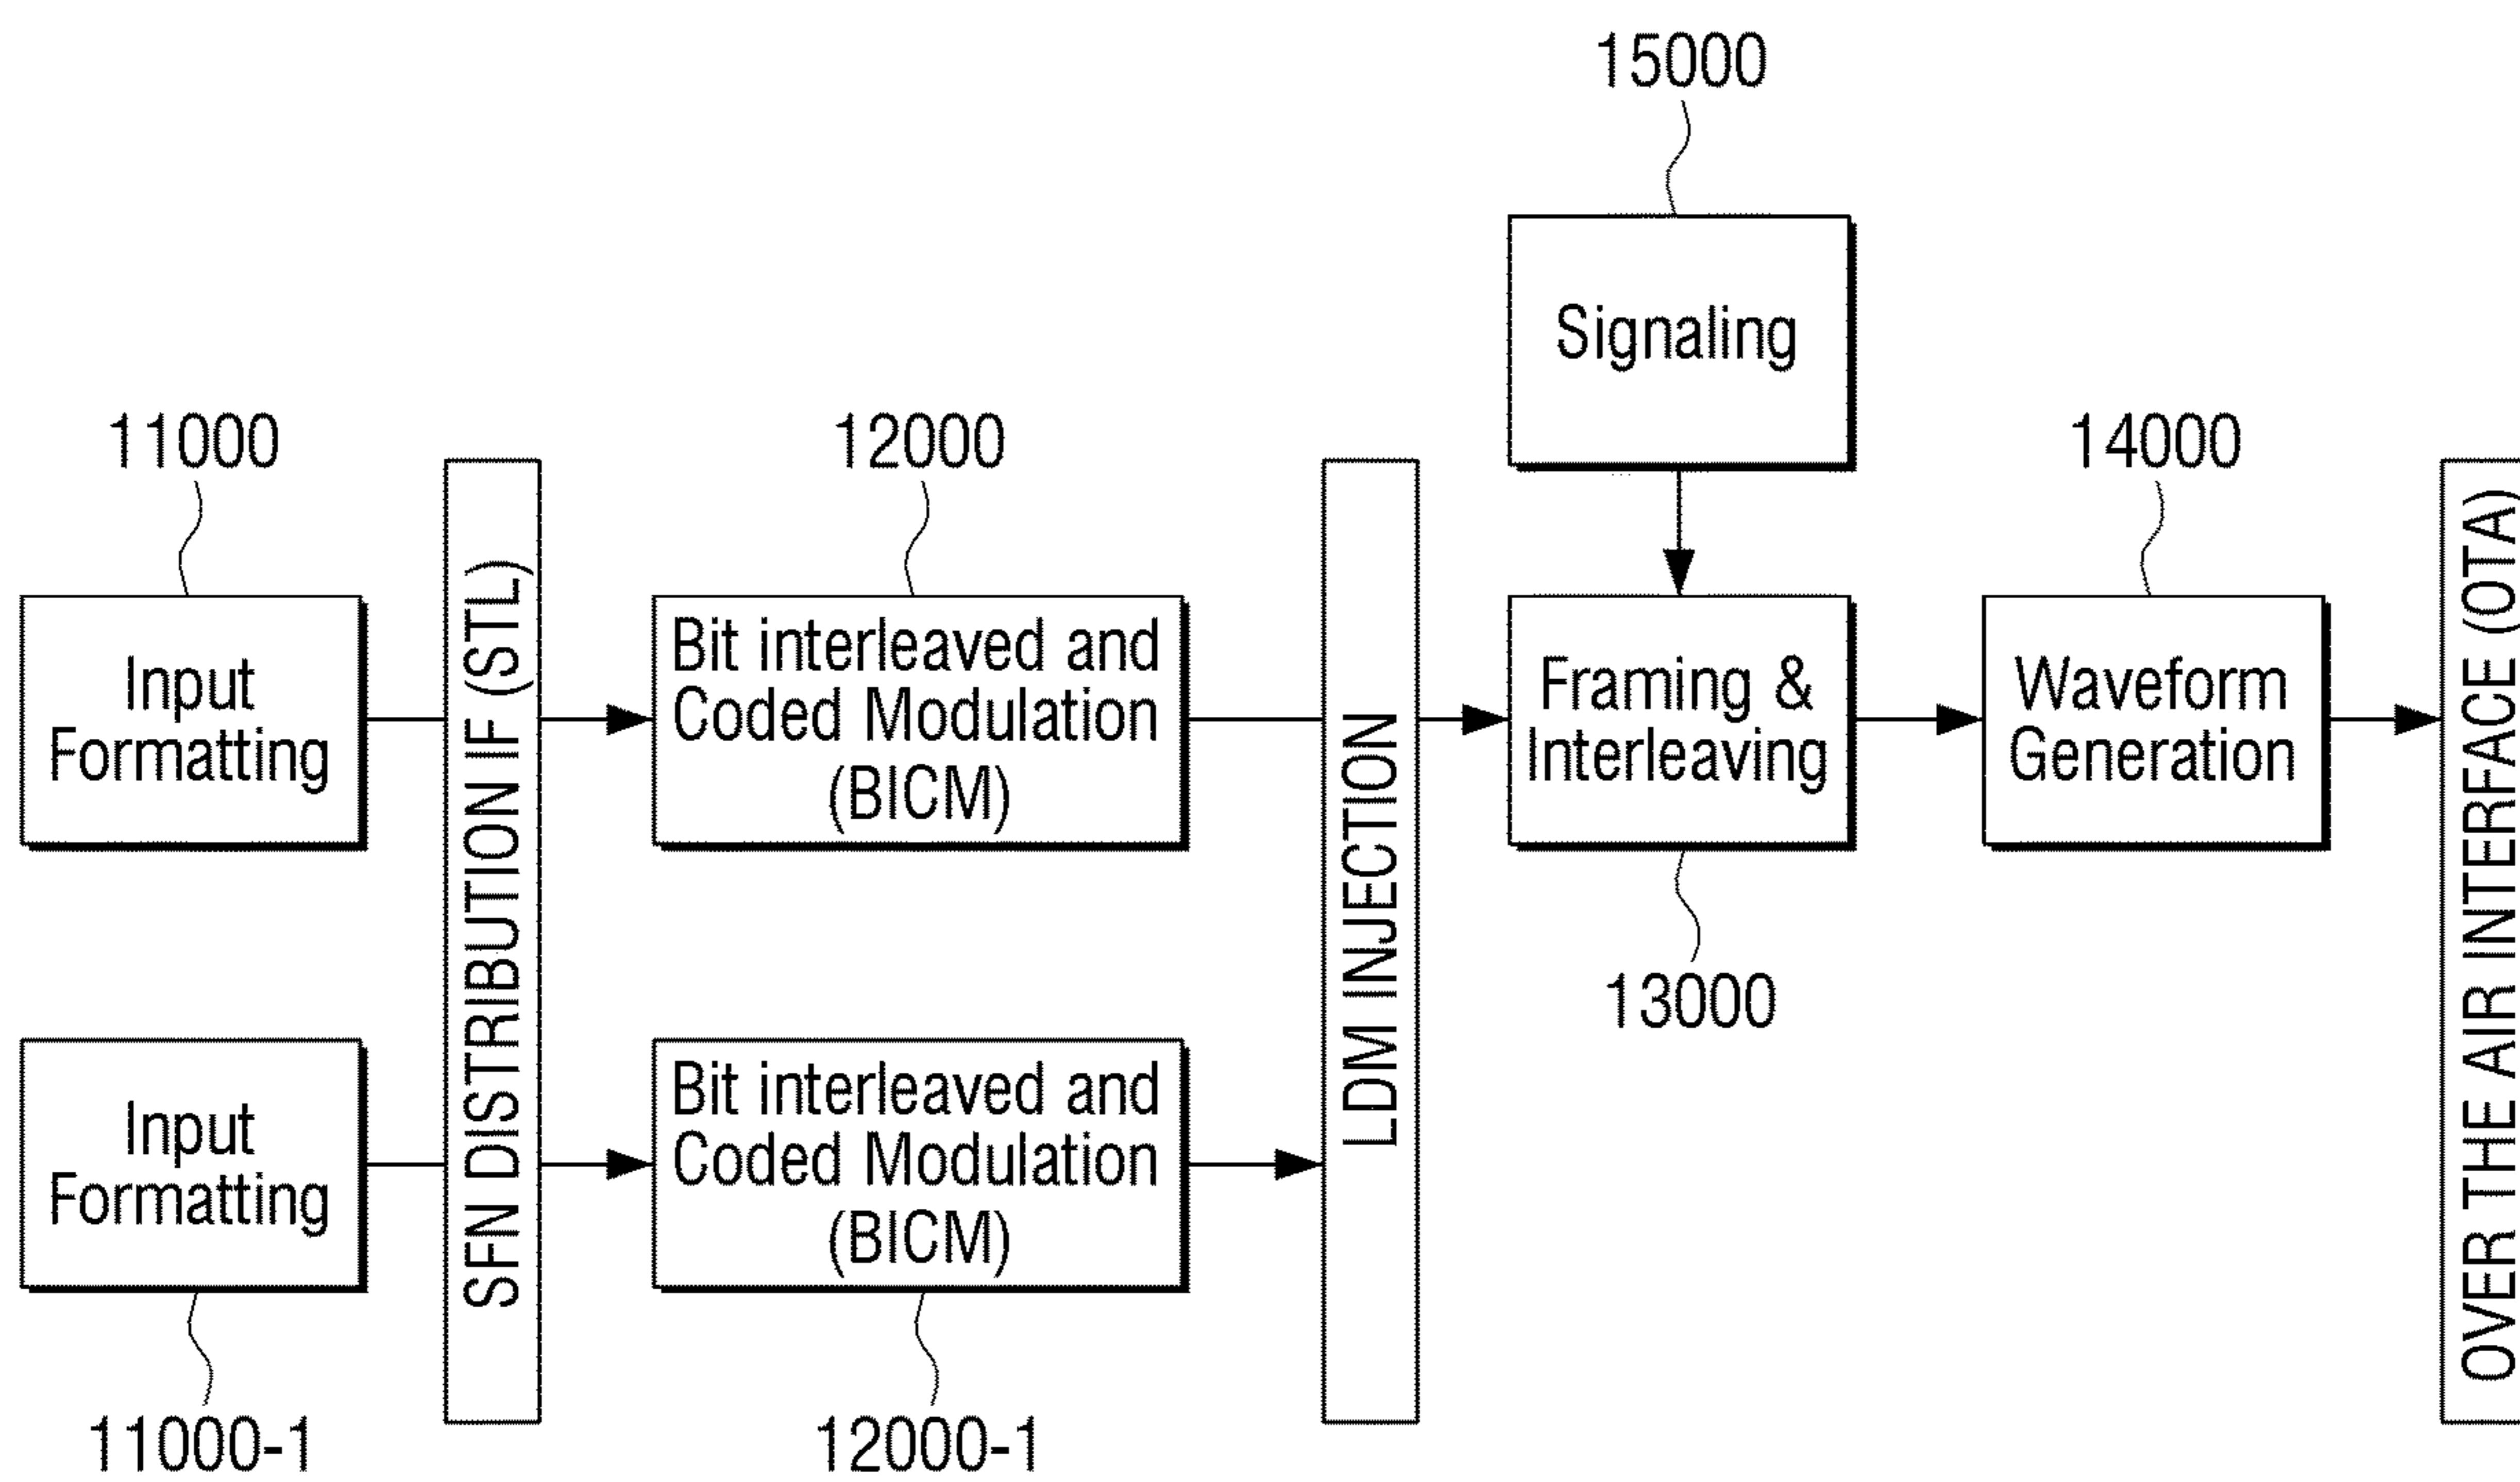 15000
Signaling
11000
12000
14000
Input
Formatting
SFN DISTRIBUTION IF (STL)
Bit interleaved and
Coded Modulation
(BICM)
LDM INJECTION
Framing &
Interleaving
Waveform
Generation
OVER THE AIR INTERFACE (OTA)
13000
Input
Formatting
Bit interleaved and
Coded Modulation
(BICM)
11000-1
12000-1